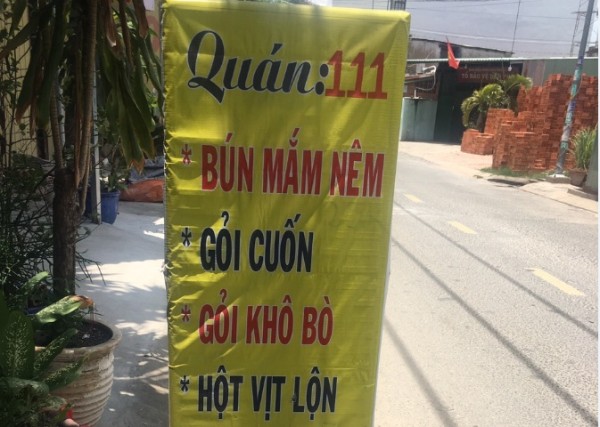 Quán: 111
* BÚN MẮM NÊM
* GỎI CUỐN
* GỎI KHÔ BÒ
* HỘT VỊT LỘN